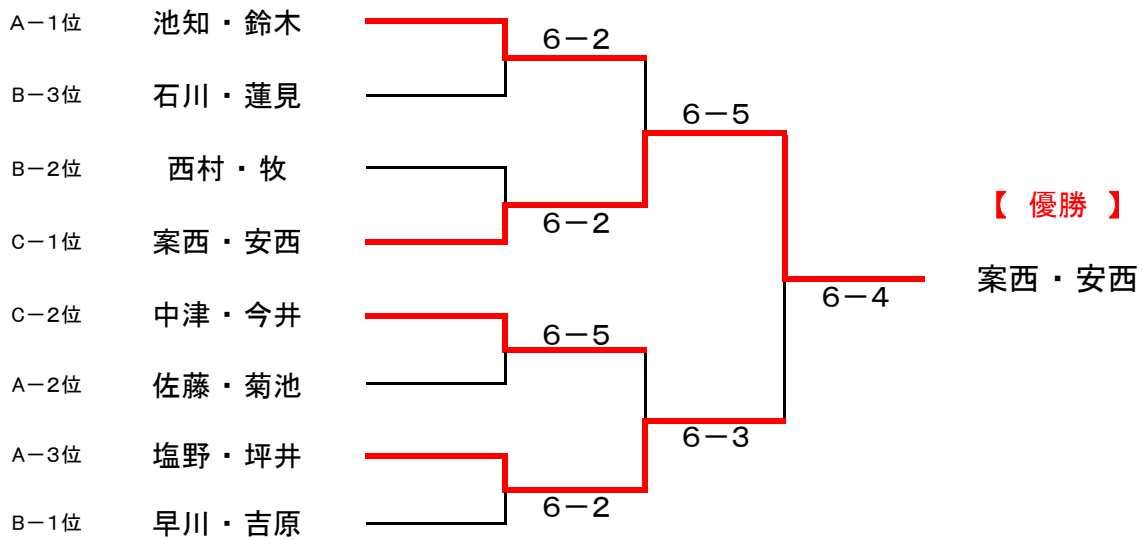 A－1位 池知・鈴木
6－2
B－3位 石川・蓮見
6－5
B－2位 西村・牧
【 優勝 】
6－2
C－1位 案西・安西
案西・安西
6－4
C－2位 中津・今井
6－5
A－2位 佐藤・菊池
6－3
A－3位 塩野・坪井
6－2
B－1位 早川・吉原